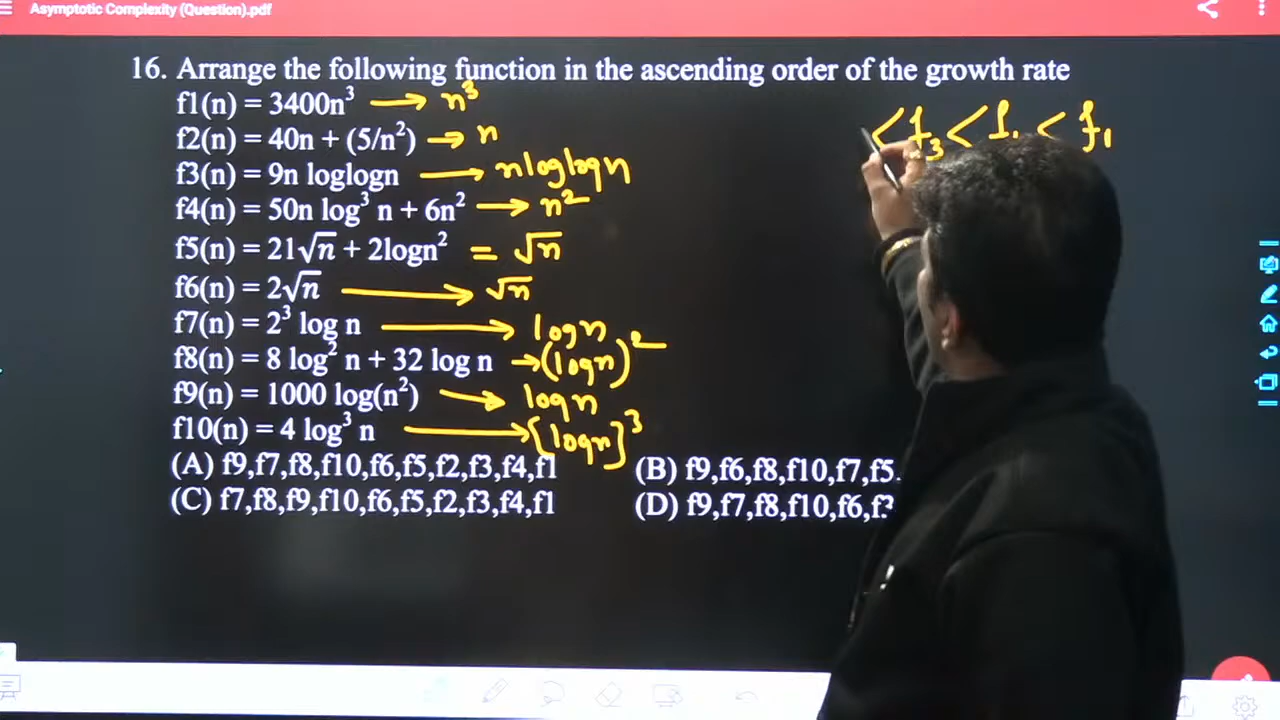 Asymptotic Complexity (Question).pdf
16. Arrange the following function in the ascending order of the growth rate
f1(n) = 3400n³ → n³
f2(n) = 40n + (5/n²) → n
f3(n) = 9n loglogn → nloglogn
f4(n) = 50n log³ n + 6n² → n²
f5(n) = 21√n + 2logn² = √n
f6(n) = 2√n → √n
f7(n) = 2³ log n → logn
f8(n) = 8 log² n + 32 log n → (logn)²
f9(n) = 1000 log(n²) → logn
f10(n) = 4 log³ n → [logn]³
< f₃ < f < f₁
(A) f9,f7,f8,f10,f6,f5,f2,f3,f4,f1 (B) f9,f6,f8,f10,f7,f5
(C) f7,f8,f9,f10,f6,f5,f2,f3,f4,f1 (D) f9,f7,f8,f10,f6,